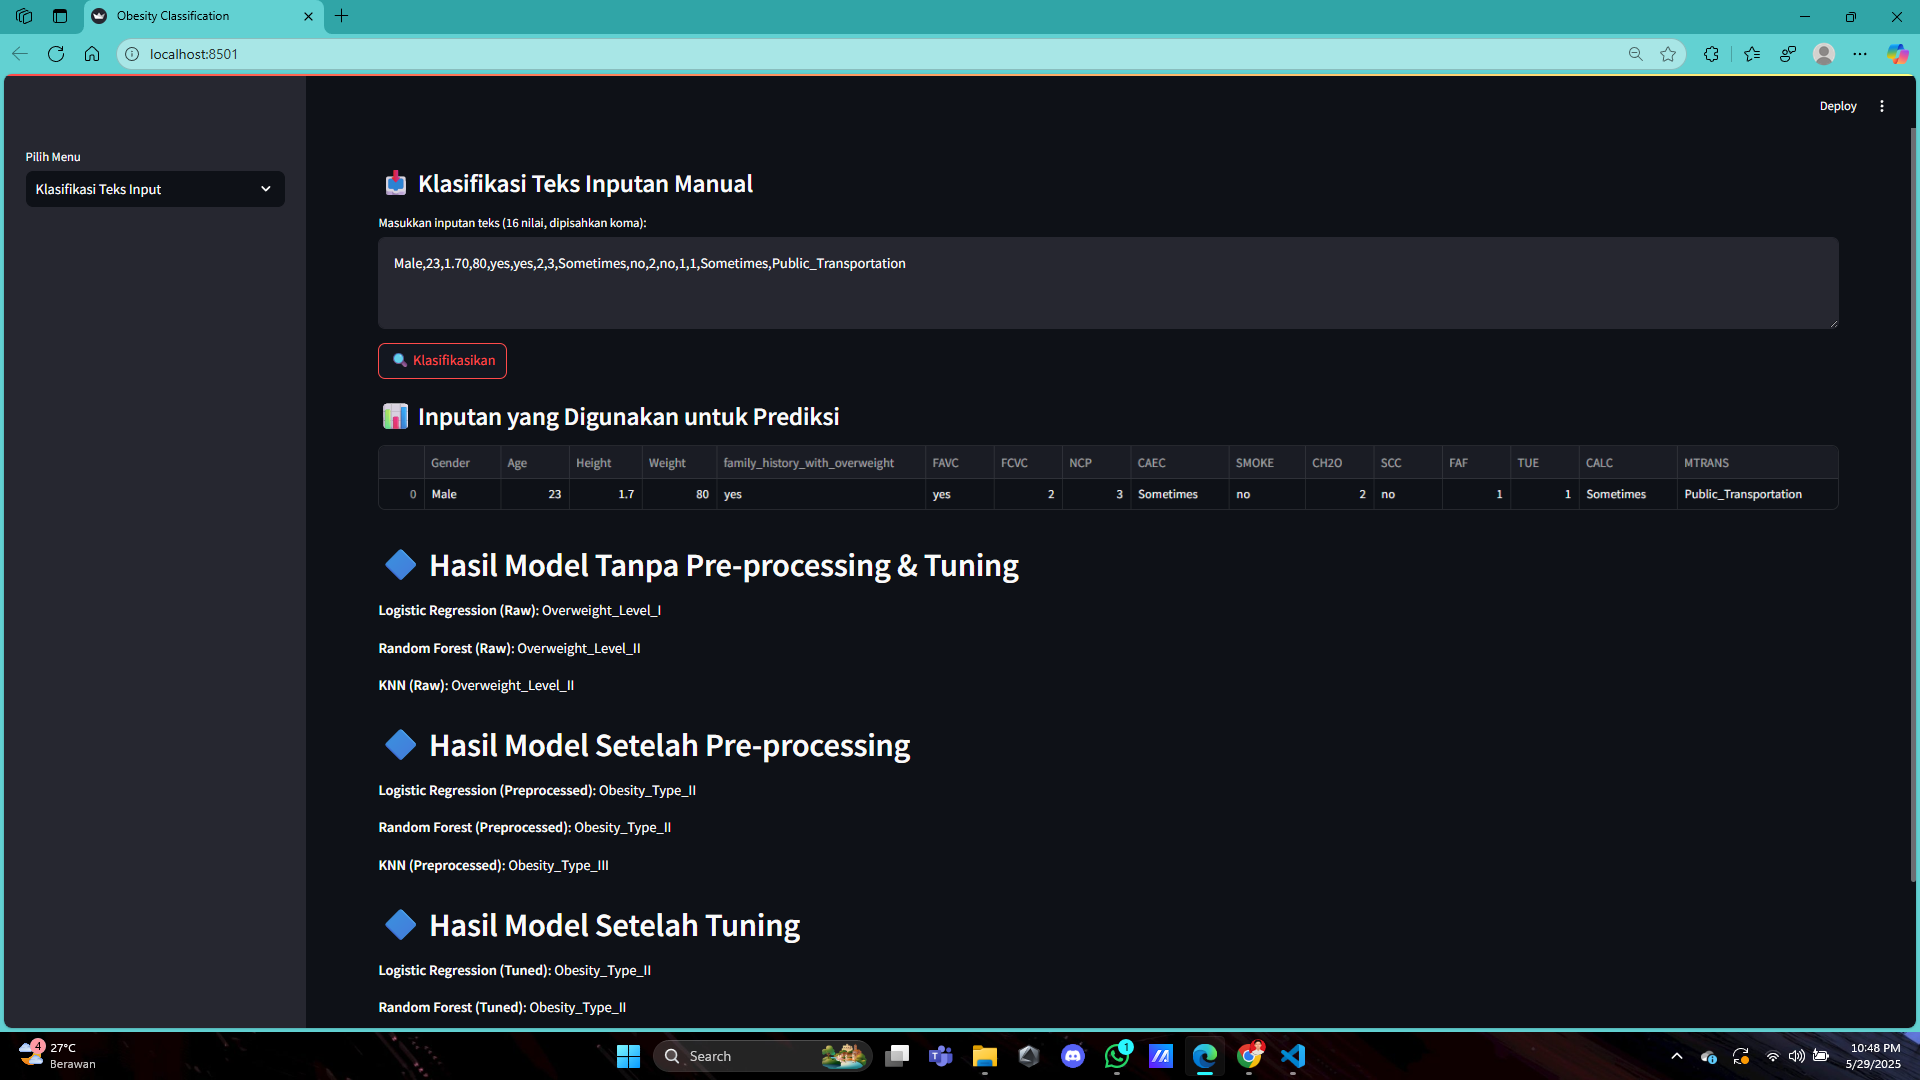 Obesity Classification
localhost:8501
Deploy
Pilih Menu
Klasifikasi Teks Input
Klasifikasi Teks Inputan Manual
Masukkan inputan teks (16 nilai, dipisahkan koma):
Male,23,1.70,80,yes,yes,2,3,Sometimes,no,2,no,1,1,Sometimes,Public_Transportation
Klasifikasikan
Inputan yang Digunakan untuk Prediksi
Gender Age Height Weight family_history_with_overweight FAVC FCVC NCP CAEC SMOKE CH2O SCC FAF TUE CALC MTRANS
0 Male 23 1.7 80 yes yes 2 3 Sometimes no 2 no 1 1 Sometimes Public_Transportation
Hasil Model Tanpa Pre-processing & Tuning
Logistic Regression (Raw): Overweight_Level_I
Random Forest (Raw): Overweight_Level_II
KNN (Raw): Overweight_Level_II
Hasil Model Setelah Pre-processing
Logistic Regression (Preprocessed): Obesity_Type_II
Random Forest (Preprocessed): Obesity_Type_II
KNN (Preprocessed): Obesity_Type_III
Hasil Model Setelah Tuning
Logistic Regression (Tuned): Obesity_Type_II
Random Forest (Tuned): Obesity_Type_II
4
27°C
Berawan
Search
1
10:48 PM
5/29/2025